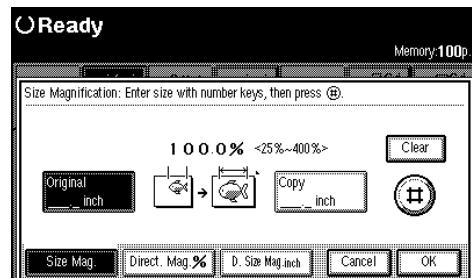 Ready
Memory:100p.
Size Magnification: Enter size with number keys, then press #.
100.0% <25%~400%>
Clear
Original
__._ inch
Copy
__._ inch
#
Size Mag.
Direct. Mag.%
D. Size Mag.inch
Cancel
OK